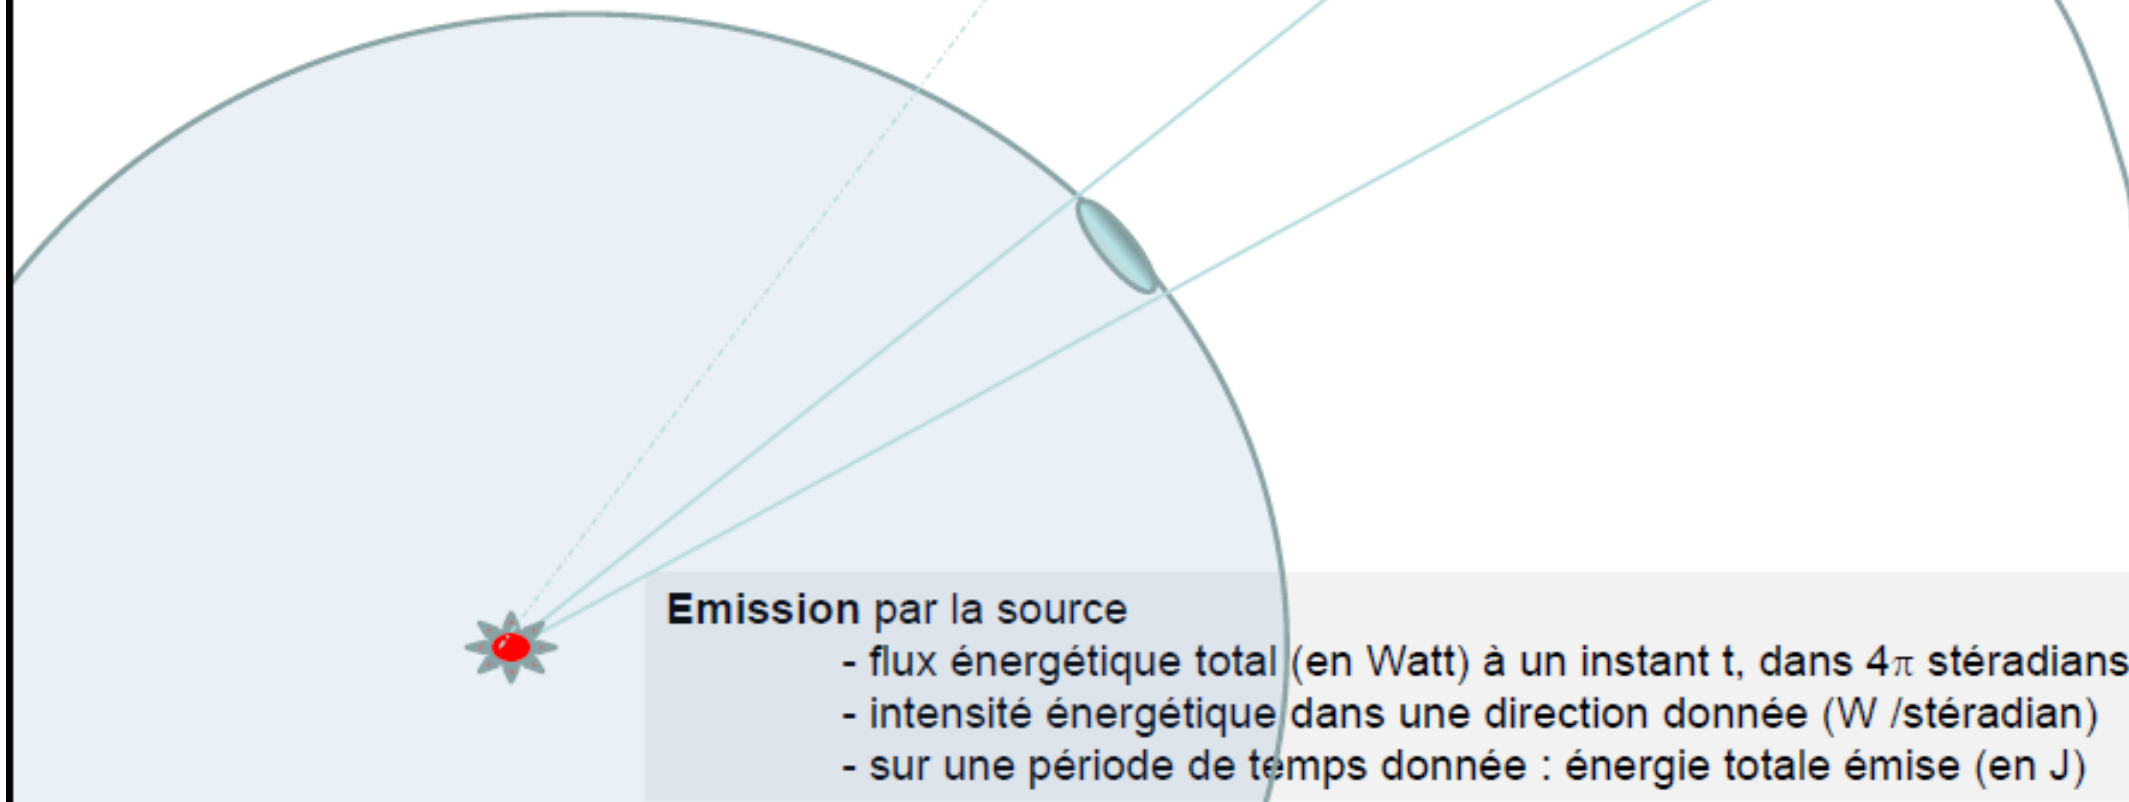 Emission par la source
- flux énergétique total (en Watt) à un instant t, dans 4π stéradians
- intensité énergétique dans une direction donnée (W /stéradian)
- sur une période de temps donnée : énergie totale émise (en J)